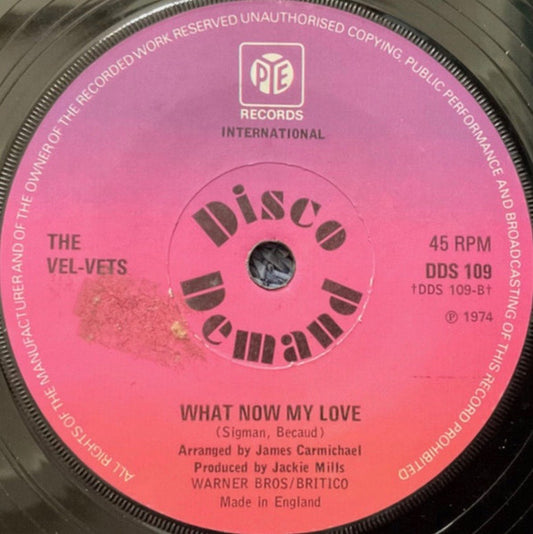 ALL RIGHTS OF THE MANUFACTURER AND OF THE OWNER OF THE RECORDED WORK RESERVED UNAUTHORISED COPYING, PUBLIC PERFORMANCE AND BROADCASTING OF THIS RECORD PROHIBITED
PYE
RECORDS
INTERNATIONAL
Disco
Demand
THE
VEL-VETS
45 RPM
DDS 109
†DDS 109-B†
℗ 1974
WHAT NOW MY LOVE
(Sigman, Becaud)
Arranged by James Carmichael
Produced by Jackie Mills
WARNER BROS/BRITICO
Made in England